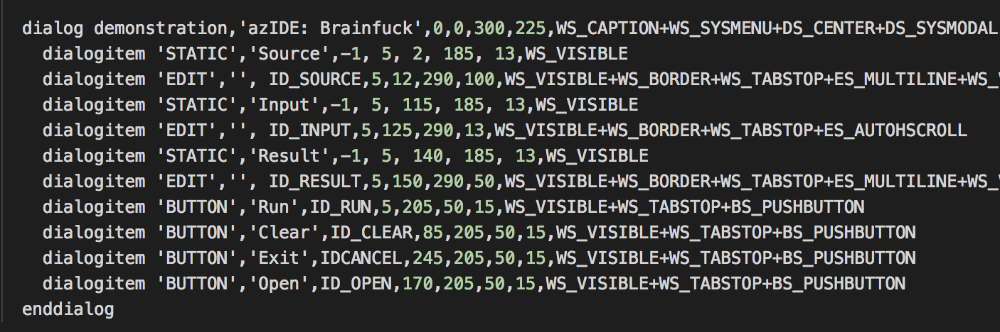 dialog demonstration,'azIDE: Brainfuck',0,0,300,225,WS_CAPTION+WS_SYSMENU+DS_CENTER+DS_SYSMODAL
dialogitem 'STATIC','Source',-1, 5, 2, 185, 13,WS_VISIBLE
dialogitem 'EDIT','', ID_SOURCE,5,12,290,100,WS_VISIBLE+WS_BORDER+WS_TABSTOP+ES_MULTILINE+WS_
dialogitem 'STATIC','Input',-1, 5, 115, 185, 13,WS_VISIBLE
dialogitem 'EDIT','', ID_INPUT,5,125,290,13,WS_VISIBLE+WS_BORDER+WS_TABSTOP+ES_AUTOHSCROLL
dialogitem 'STATIC','Result',-1, 5, 140, 185, 13,WS_VISIBLE
dialogitem 'EDIT','', ID_RESULT,5,150,290,50,WS_VISIBLE+WS_BORDER+WS_TABSTOP+ES_MULTILINE+WS_
dialogitem 'BUTTON','Run',ID_RUN,5,205,50,15,WS_VISIBLE+WS_TABSTOP+BS_PUSHBUTTON
dialogitem 'BUTTON','Clear',ID_CLEAR,85,205,50,15,WS_VISIBLE+WS_TABSTOP+BS_PUSHBUTTON
dialogitem 'BUTTON','Exit',IDCANCEL,245,205,50,15,WS_VISIBLE+WS_TABSTOP+BS_PUSHBUTTON
dialogitem 'BUTTON','Open',ID_OPEN,170,205,50,15,WS_VISIBLE+WS_TABSTOP+BS_PUSHBUTTON
enddialog